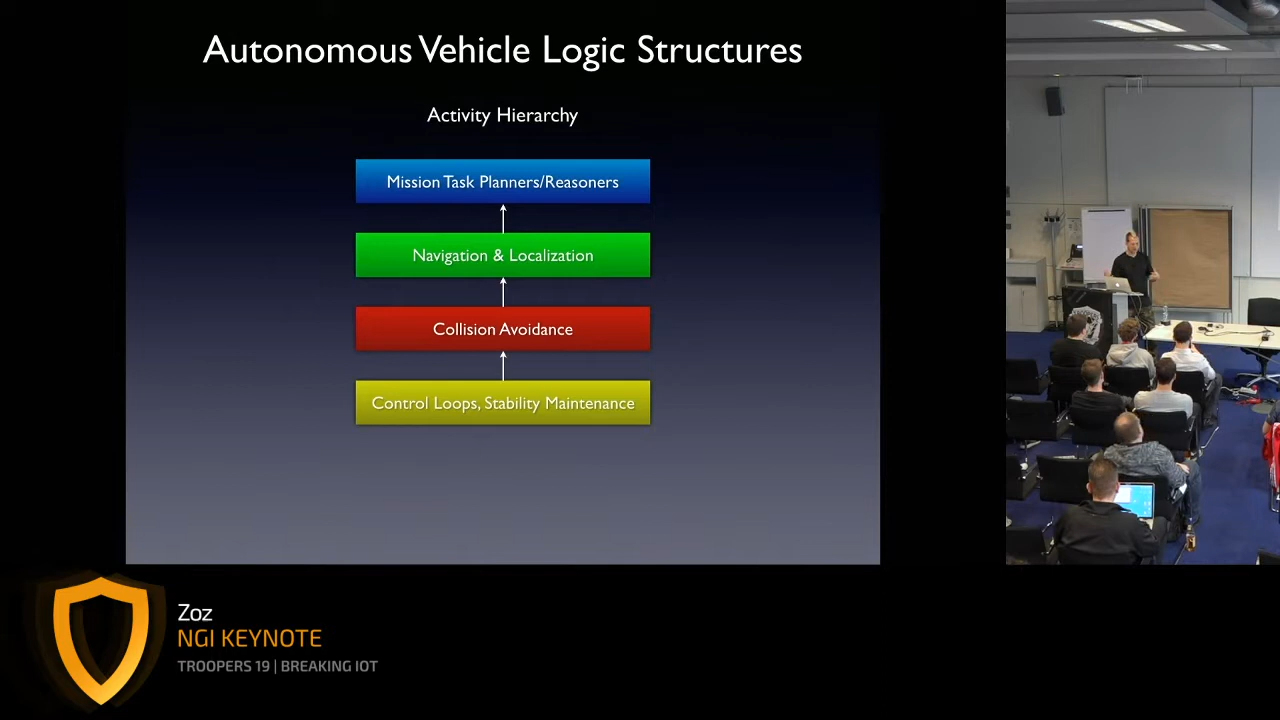 Autonomous Vehicle Logic Structures
Activity Hierarchy
Mission Task Planners/Reasoners
Navigation & Localization
Collision Avoidance
Control Loops, Stability Maintenance
Zoz
NGI KEYNOTE
TROOPERS 19 | BREAKING IOT